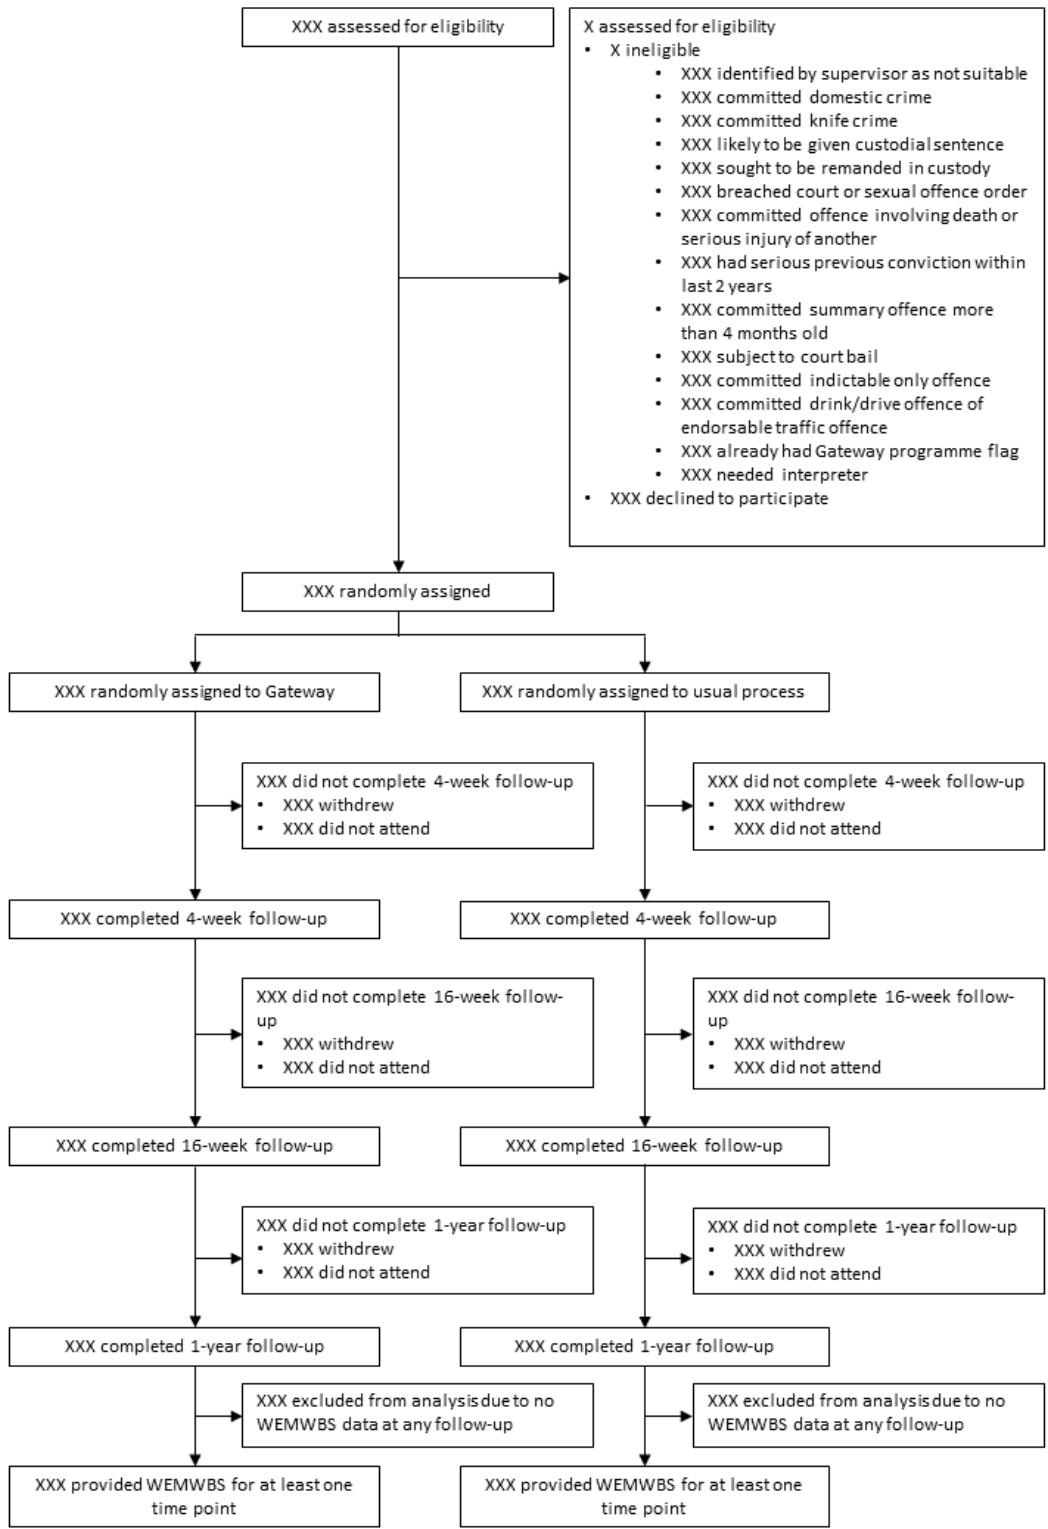 XXX assessed for eligibility
X assessed for eligibility
• X ineligible
• XXX identified by supervisor as not suitable
• XXX committed domestic crime
• XXX committed knife crime
• XXX likely to be given custodial sentence
• XXX sought to be remanded in custody
• XXX breached court or sexual offence order
• XXX committed offence involving death or
serious injury of another
• XXX had serious previous conviction within
last 2 years
• XXX committed summary offence more
than 4 months old
• XXX subject to court bail
• XXX committed indictable only offence
• XXX committed drink/drive offence of
endorsable traffic offence
• XXX already had Gateway programme flag
• XXX needed interpreter
• XXX declined to participate
XXX randomly assigned
XXX randomly assigned to Gateway
XXX randomly assigned to usual process
XXX did not complete 4-week follow-up
• XXX withdrew
• XXX did not attend
XXX did not complete 4-week follow-up
• XXX withdrew
• XXX did not attend
XXX completed 4-week follow-up
XXX completed 4-week follow-up
XXX did not complete 16-week follow-
up
• XXX withdrew
• XXX did not attend
XXX did not complete 16-week follow-
up
• XXX withdrew
• XXX did not attend
XXX completed 16-week follow-up
XXX completed 16-week follow-up
XXX did not complete 1-year follow-up
• XXX withdrew
• XXX did not attend
XXX did not complete 1-year follow-up
• XXX withdrew
• XXX did not attend
XXX completed 1-year follow-up
XXX completed 1-year follow-up
XXX excluded from analysis due to no
WEMWBS data at any follow-up
XXX excluded from analysis due to no
WEMWBS data at any follow-up
XXX provided WEMWBS for at least one
time point
XXX provided WEMWBS for at least one
time point